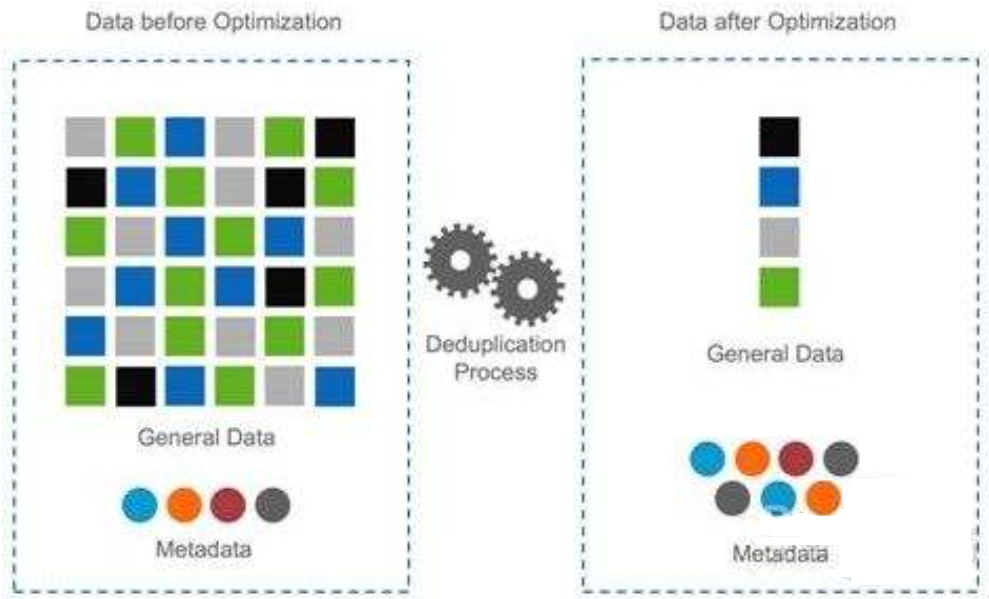 Data before Optimization
Data after Optimization
Deduplication
Process
General Data
General Data
Metadata
Metadata